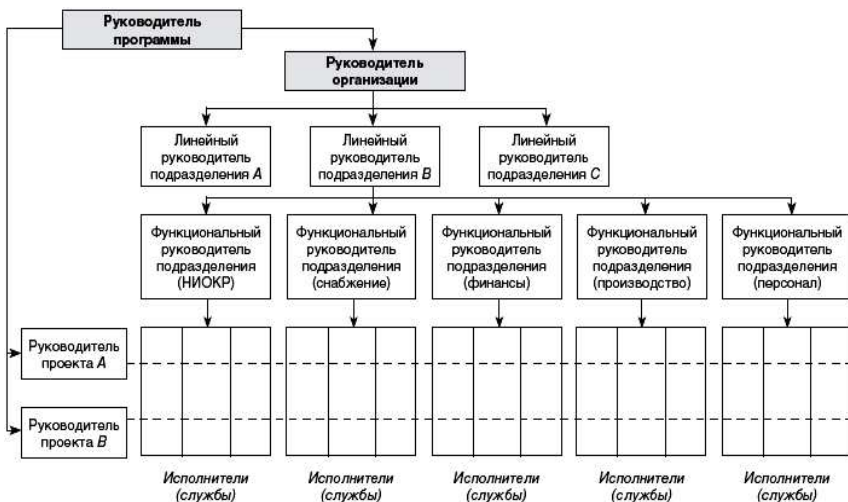 Руководитель
программы
Руководитель
организации
Линейный
руководитель
подразделения A
Линейный
руководитель
подразделения B
Линейный
руководитель
подразделения C
Функциональный
руководитель
подразделения
(НИОКР)
Функциональный
руководитель
подразделения
(снабжение)
Функциональный
руководитель
подразделения
(финансы)
Функциональный
руководитель
подразделения
(производство)
Функциональный
руководитель
подразделения
(персонал)
Руководитель
проекта A
Руководитель
проекта B
Исполнители
(службы)
Исполнители
(службы)
Исполнители
(службы)
Исполнители
(службы)
Исполнители
(службы)